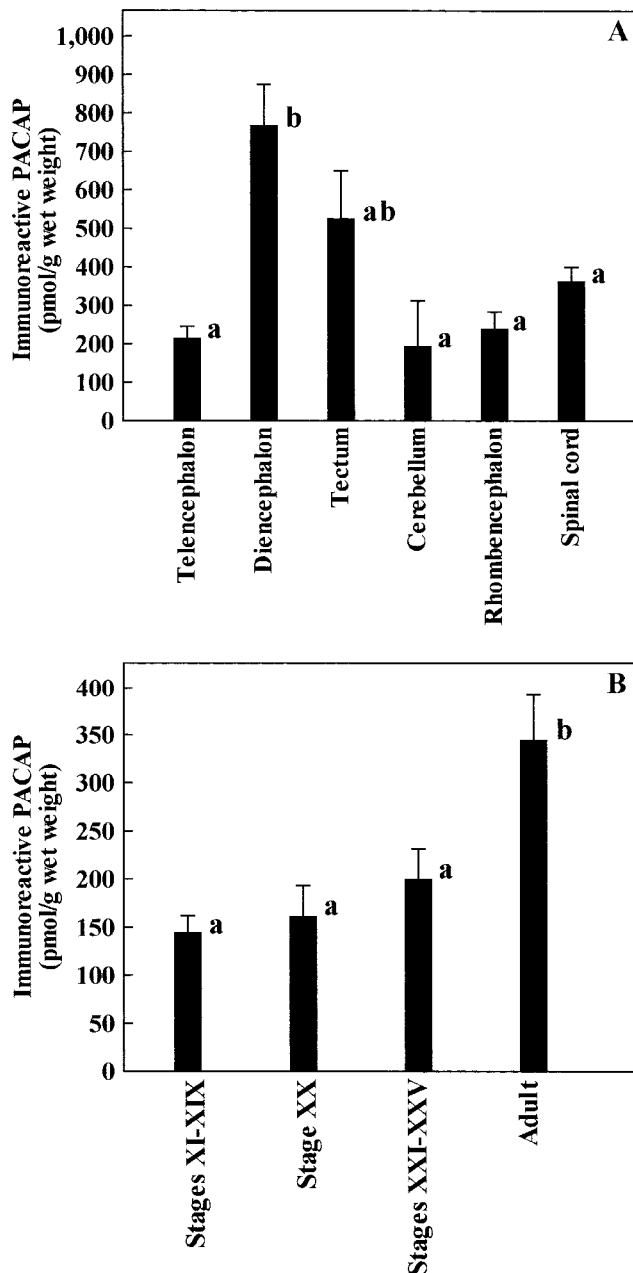 A
1,000
900
800
700
600
500
400
300
200
100
0
Immunoreactive PACAP
(pmol/g wet weight)
a
b
a b
a
a
a
Telencephalon
Diencephalon
Tectum
Cerebellum
Rhombencephalon
Spinal cord
B
400
350
300
250
200
150
100
50
0
Immunoreactive PACAP
(pmol/g wet weight)
a
a
a
b
Stages XI-XIX
Stage XX
Stages XXI-XXV
Adult